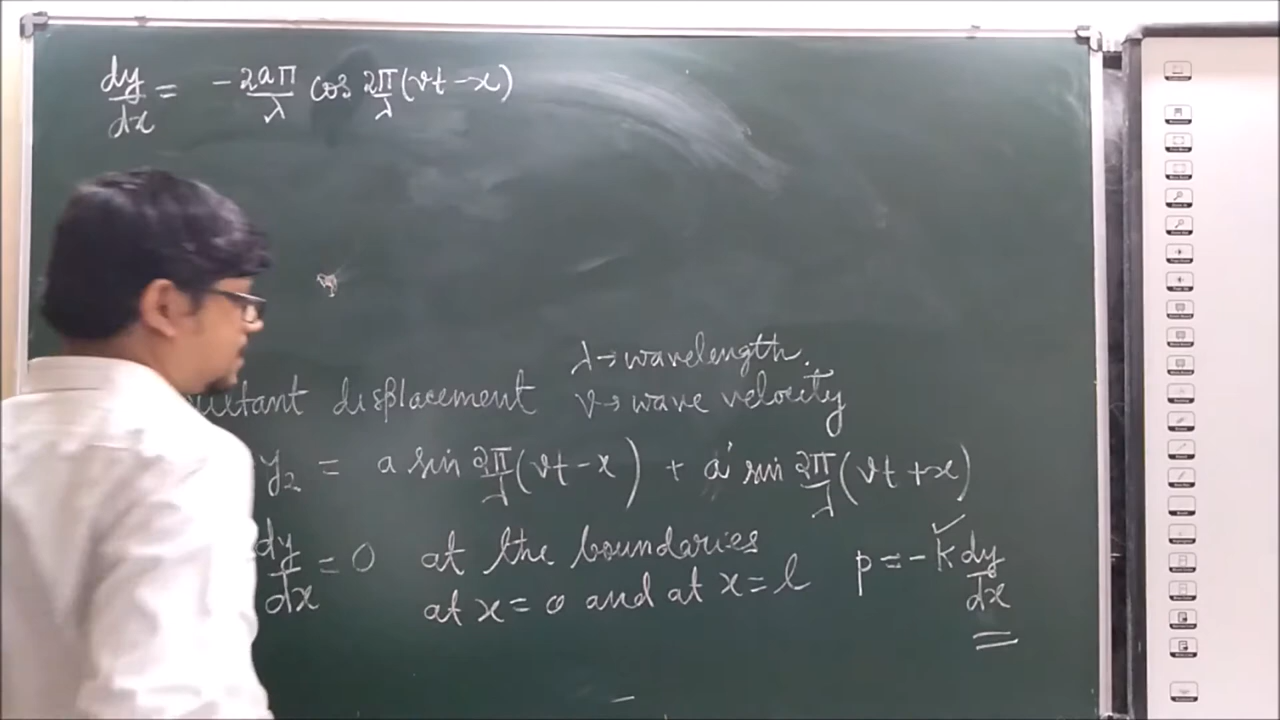 dy/dx = -2aπ/λ cos 2π/λ (vt-x)
λ→wavelength.
displacement v→wave velocity
y₂ = a sin 2π/λ (vt-x) + a' sin 2π/λ (vt+x)
dy/dx = 0 at the boundaries p = -k dy/dx
at x=0 and at x=l